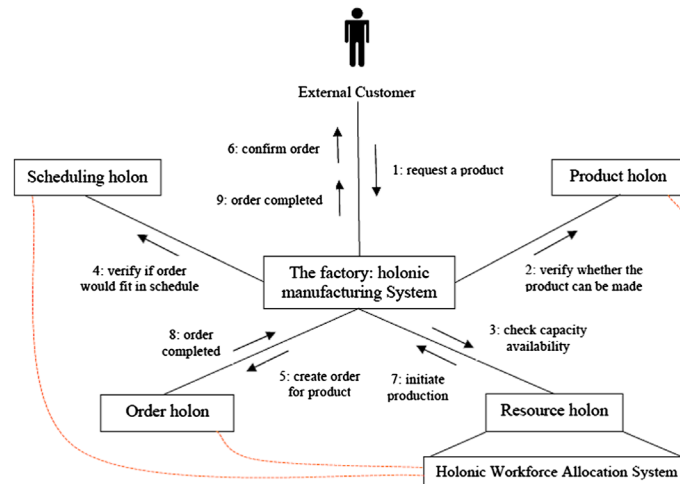 External Customer
6: confirm order
1: request a product
9: order completed
Scheduling holon
Product holon
4: verify if order
would fit in schedule
The factory: holonic
manufacturing System
2: verify whether the
product can be made
8: order
completed
3: check capacity
availability
5: create order
for product
7: initiate
production
Order holon
Resource holon
Holonic Workforce Allocation System